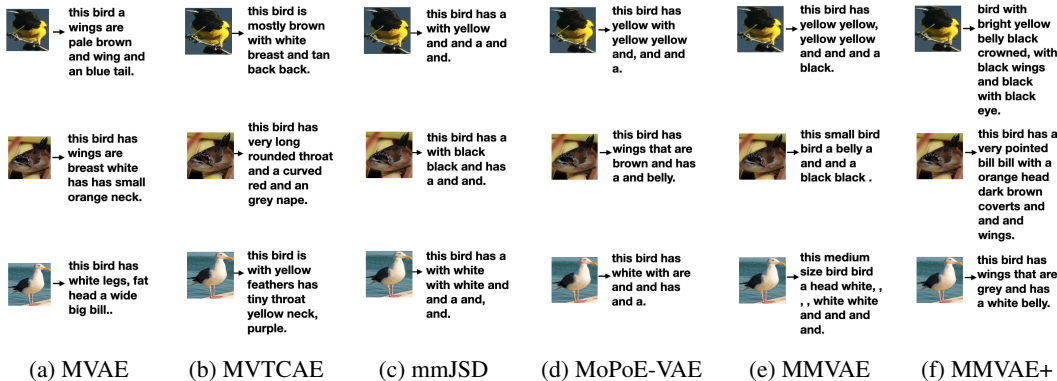 this bird a
wings are
pale brown
and wing and
an blue tail.
this bird is
mostly brown
with white
breast and tan
back back.
this bird has a
with yellow
and and a and
and.
this bird has
yellow with
yellow yellow
and, and and
a.
this bird has
yellow yellow,
yellow yellow
and and and a
black.
bird with
bright yellow
belly black
crowned, with
black wings
and black
with black
eye.
this bird has
wings are
breast white
has has small
orange neck.
this bird has
very long
rounded throat
and a curved
red and an
grey nape.
this bird has a
with black
black and has
a and and.
this bird has
wings that are
brown and has
a and belly.
this small bird
bird a belly a
and and a
black black .
this bird has a
very pointed
bill bill with a
orange head
dark brown
coverts and
and and
wings.
this bird has
white legs, fat
head a wide
big bill..
this bird is
with yellow
feathers has
tiny throat
yellow neck,
purple.
this bird has a
with white
with white and
and a and,
and.
this bird has
white with are
and and has
and a.
this medium
size bird bird
a head white, ,
, , white white
and and and
and.
this bird has
wings that are
grey and has
a white belly.
(a) MVAE
(b) MVTCAE
(c) mmJSD
(d) MoPoE-VAE
(e) MMVAE
(f) MMVAE+